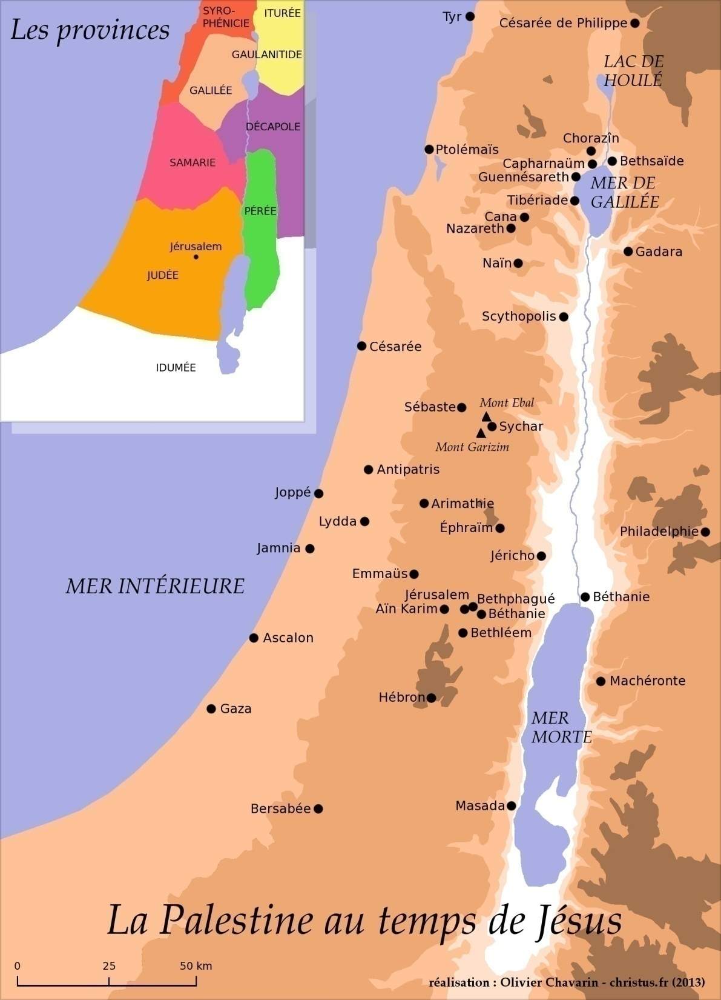 Les provinces
SYRO-
PHÉNICIE
ITURÉE
GAULANITIDE
GALILÉE
DÉCAPOLE
SAMARIE
PÉRÉE
Jérusalem
JUDÉE
IDUMÉE
Tyr
Césarée de Philippe
LAC DE
HOULÉ
Ptolémaïs
Chorazîn
Capharnaüm
Bethsaïde
Guennésareth
MER DE
GALILÉE
Tibériade
Cana
Nazareth
Gadara
Naïn
Scythopolis
Césarée
Sébaste
Mont Ebal
Sychar
Mont Garizim
Antipatris
Joppé
Arimathie
Lydda
Éphraïm
Philadelphie
Jamnia
Jéricho
Emmaüs
MER INTÉRIEURE
Jérusalem
Bethphagué
Béthanie
Aïn Karim
Béthanie
Bethléem
Ascalon
Machéronte
Hébron
Gaza
MER
MORTE
Bersabée
Masada
La Palestine au temps de Jésus
0 25 50 km
réalisation : Olivier Chavarin - christus.fr (2013)